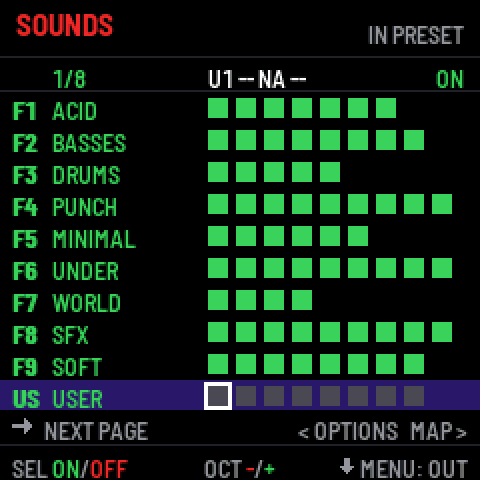 SOUNDS
IN PRESET
1/8 U1 -- NA -- ON
F1 ACID
F2 BASSES
F3 DRUMS
F4 PUNCH
F5 MINIMAL
F6 UNDER
F7 WORLD
F8 SFX
F9 SOFT
US USER
→ NEXT PAGE < OPTIONS MAP >
SEL ON/OFF OCT -/+ ↓ MENU: OUT